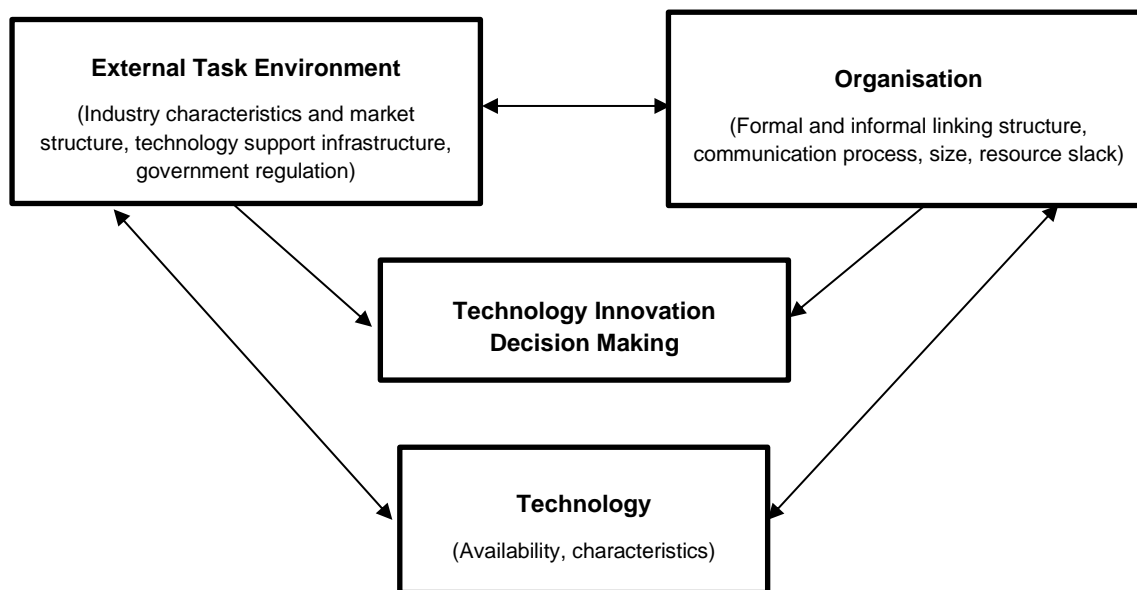 External Task Environment
(Industry characteristics and market
structure, technology support infrastructure,
government regulation)
Organisation
(Formal and informal linking structure,
communication process, size, resource slack)
Technology Innovation
Decision Making
Technology
(Availability, characteristics)